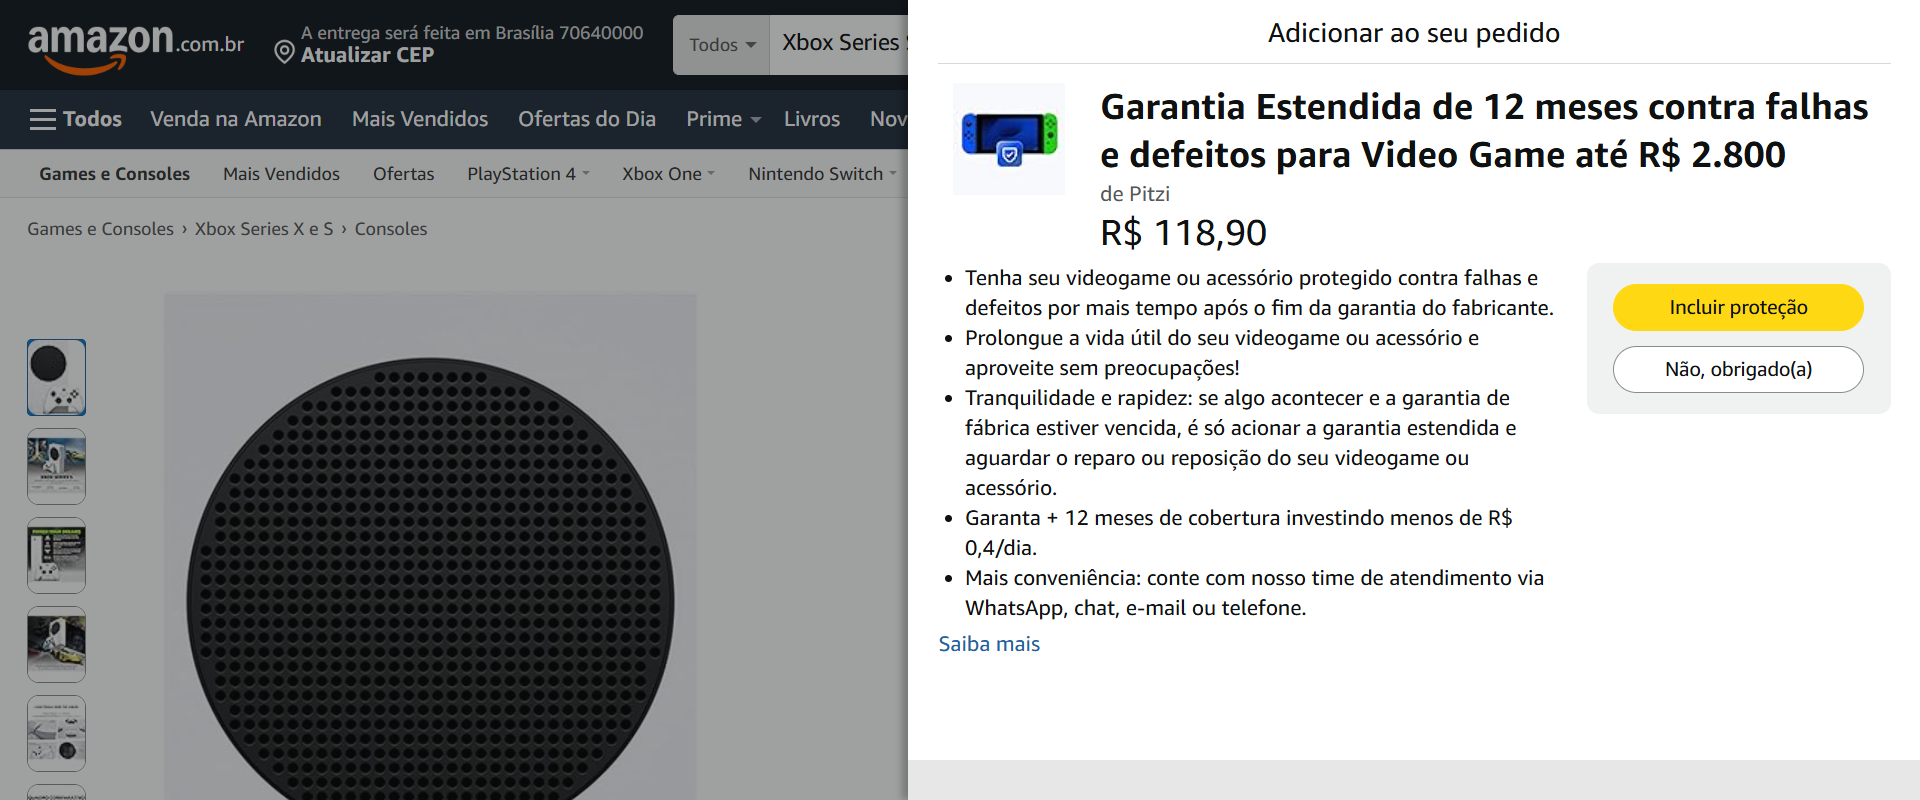 amazon.com.br
A entrega será feita em Brasília 70640000
Atualizar CEP
Todos
Xbox Series
Todos
Venda na Amazon
Mais Vendidos
Ofertas do Dia
Prime
Livros
Nov
Games e Consoles
Mais Vendidos
Ofertas
PlayStation 4
Xbox One
Nintendo Switch
Games e Consoles › Xbox Series X e S › Consoles
Adicionar ao seu pedido
Garantia Estendida de 12 meses contra falhas
e defeitos para Video Game até R$ 2.800
de Pitzi
R$ 118,90
• Tenha seu videogame ou acessório protegido contra falhas e
defeitos por mais tempo após o fim da garantia do fabricante.
• Prolongue a vida útil do seu videogame ou acessório e
aproveite sem preocupações!
• Tranquilidade e rapidez: se algo acontecer e a garantia de
fábrica estiver vencida, é só acionar a garantia estendida e
aguardar o reparo ou reposição do seu videogame ou
acessório.
• Garanta + 12 meses de cobertura investindo menos de R$
0,4/dia.
• Mais conveniência: conte com nosso time de atendimento via
WhatsApp, chat, e-mail ou telefone.
Saiba mais
Incluir proteção
Não, obrigado(a)